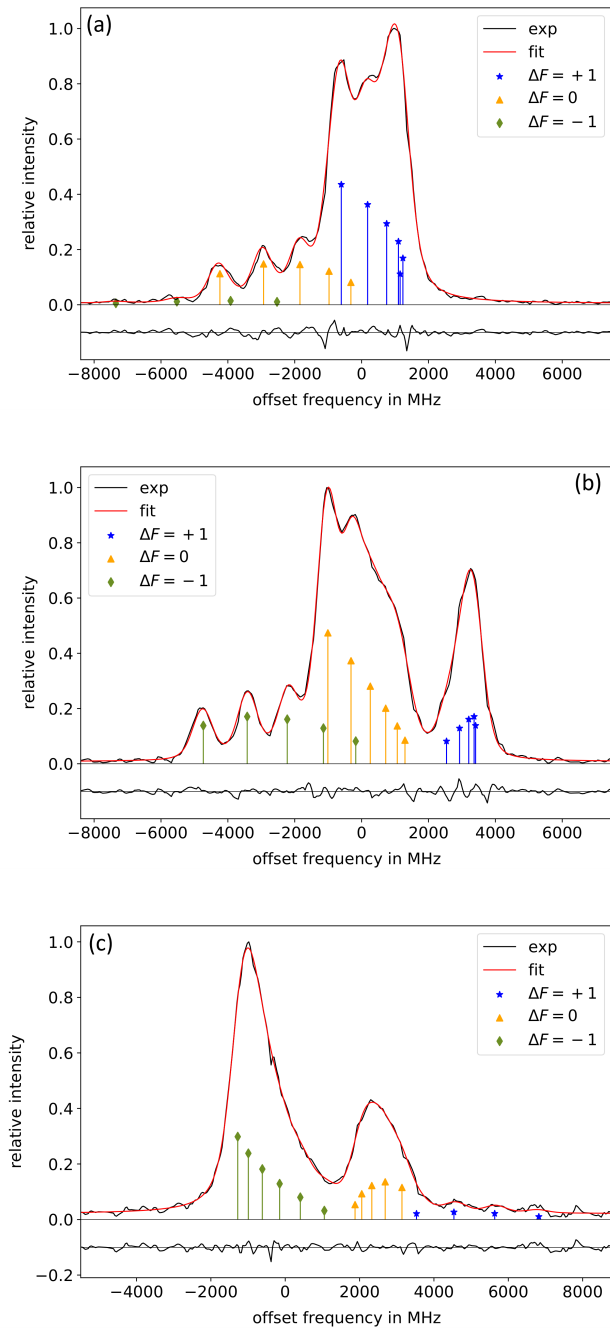 (a)
exp
fit
ΔF = +1
ΔF = 0
ΔF = −1
relative intensity
1.0
0.8
0.6
0.4
0.2
0.0
−8000 −6000 −4000 −2000 0 2000 4000 6000
offset frequency in MHz
(b)
exp
fit
ΔF = +1
ΔF = 0
ΔF = −1
relative intensity
1.0
0.8
0.6
0.4
0.2
0.0
−8000 −6000 −4000 −2000 0 2000 4000 6000
offset frequency in MHz
(c)
exp
fit
ΔF = +1
ΔF = 0
ΔF = −1
relative intensity
1.0
0.8
0.6
0.4
0.2
0.0
−0.2
−4000 −2000 0 2000 4000 6000 8000
offset frequency in MHz